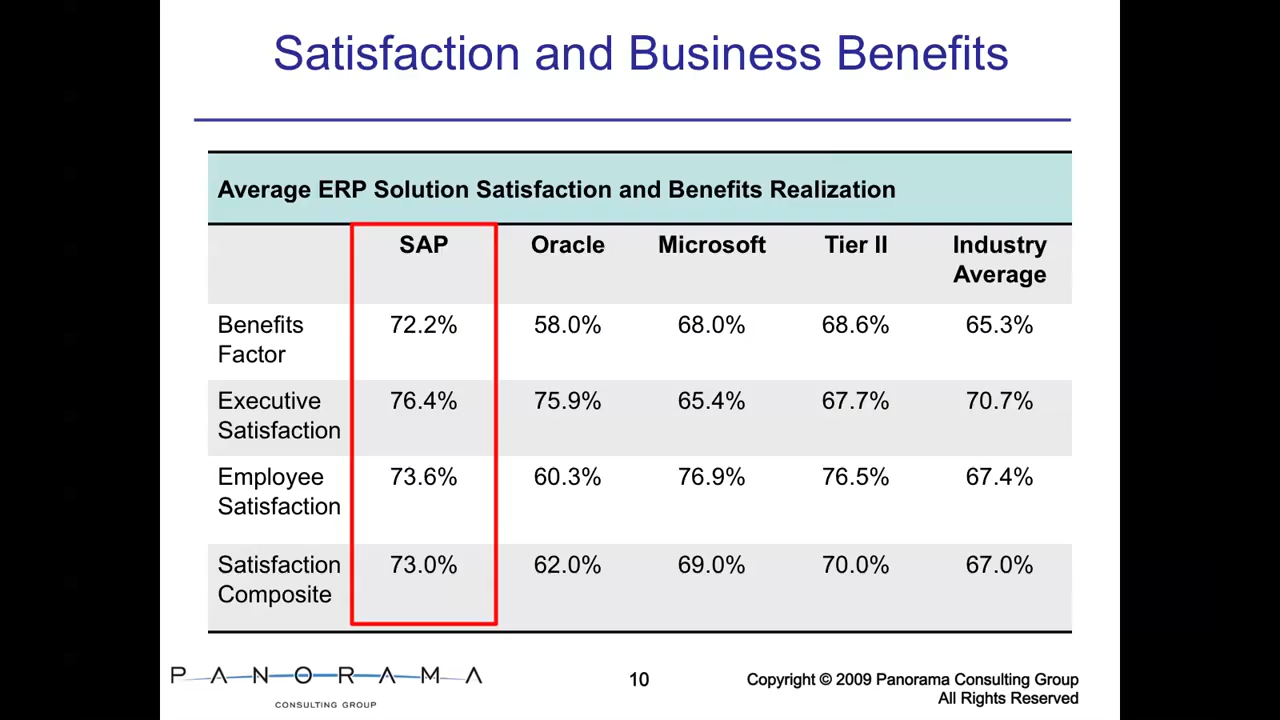 Satisfaction and Business Benefits
Average ERP Solution Satisfaction and Benefits Realization
SAP Oracle Microsoft Tier II Industry Average
Benefits Factor 72.2% 58.0% 68.0% 68.6% 65.3%
Executive Satisfaction 76.4% 75.9% 65.4% 67.7% 70.7%
Employee Satisfaction 73.6% 60.3% 76.9% 76.5% 67.4%
Satisfaction Composite 73.0% 62.0% 69.0% 70.0% 67.0%
PANORAMA
CONSULTING GROUP
10
Copyright © 2009 Panorama Consulting Group
All Rights Reserved